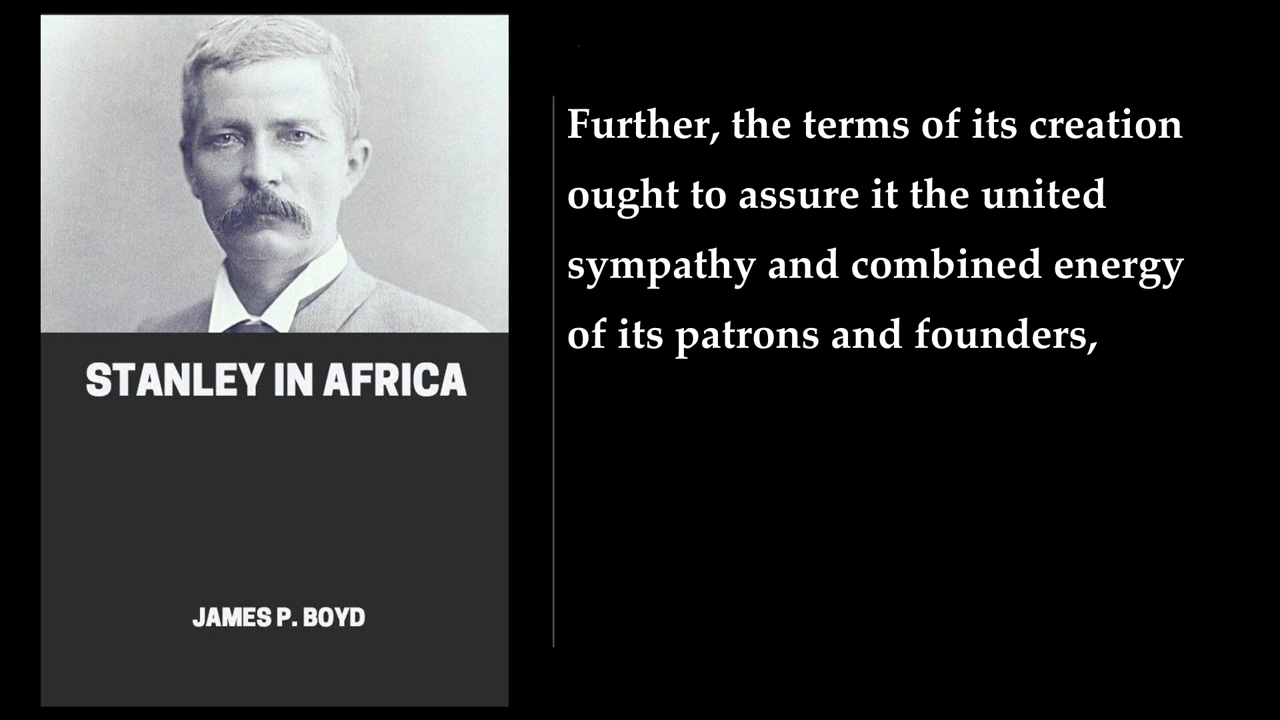 STANLEY IN AFRICA
JAMES P. BOYD
Further, the terms of its creation
ought to assure it the united
sympathy and combined energy
of its patrons and founders,